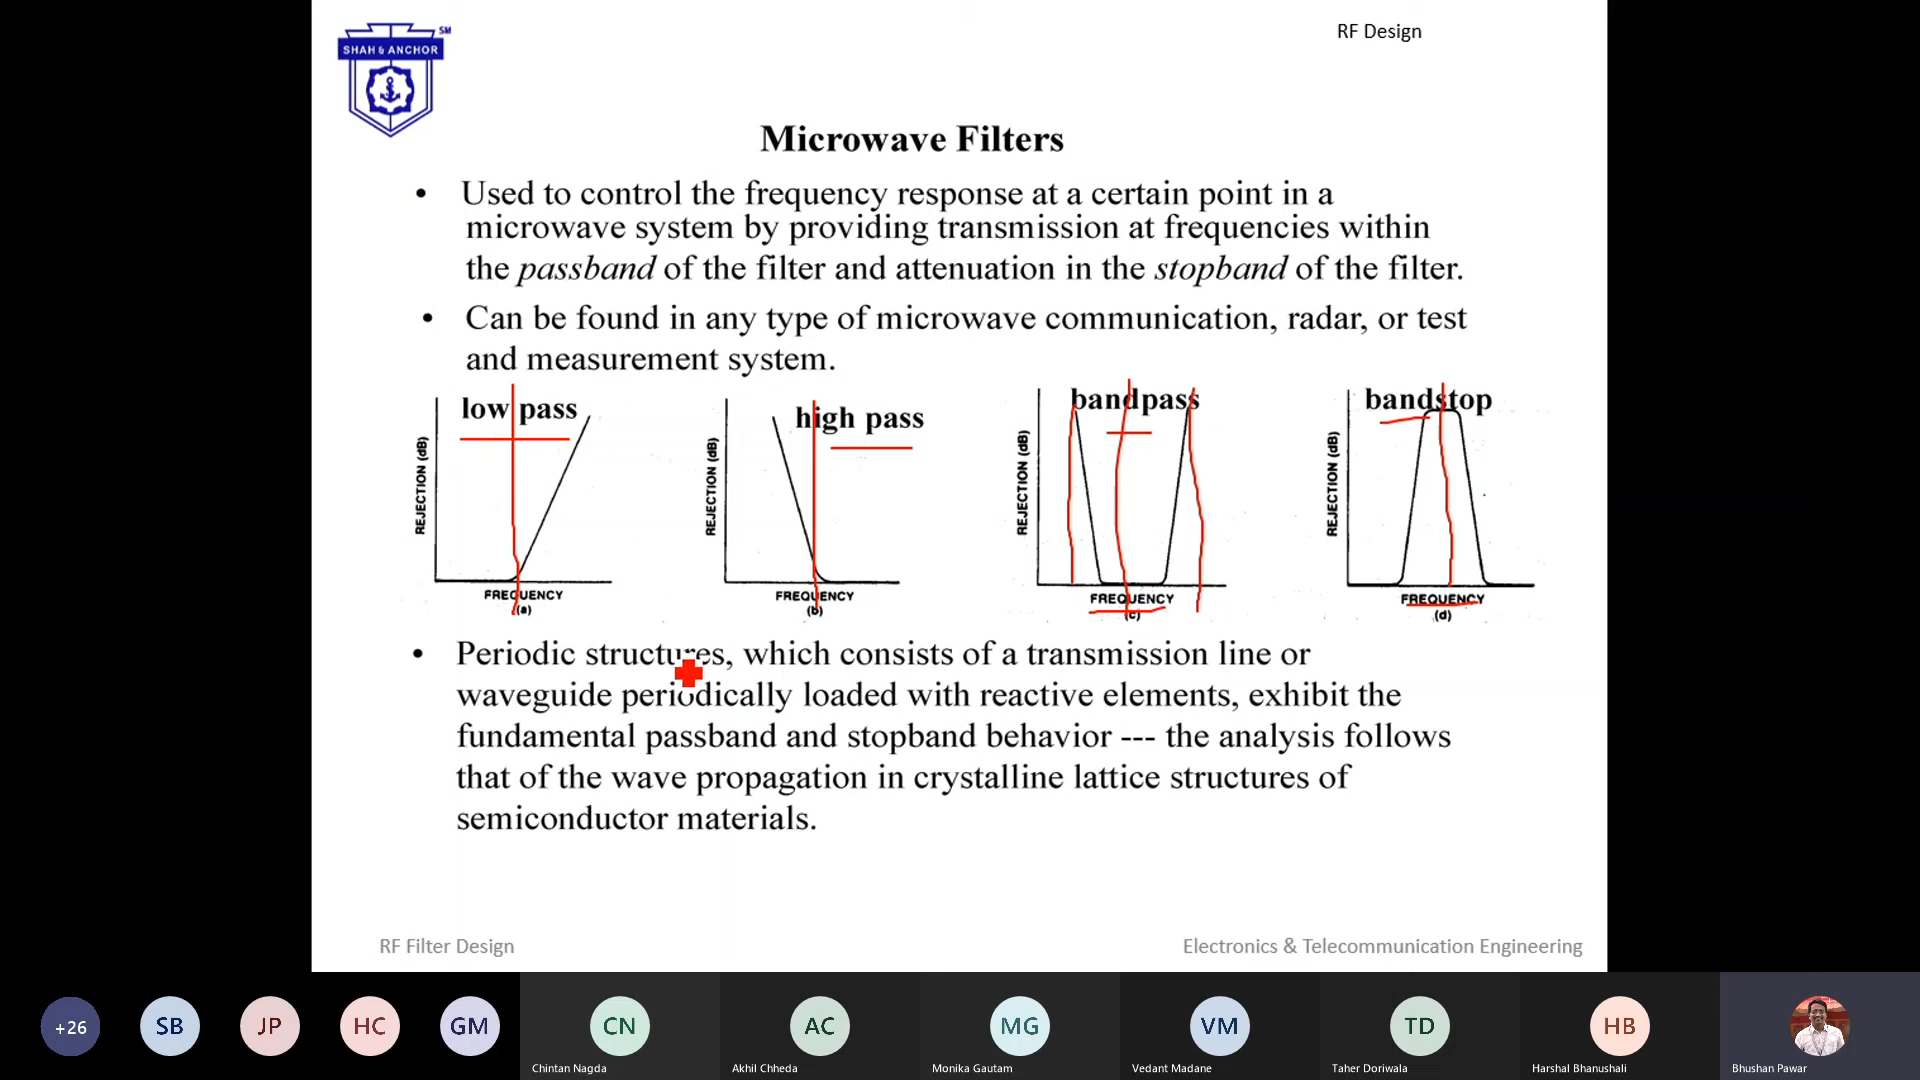 SHAH & ANCHOR
SM
RF Design
Microwave Filters
• Used to control the frequency response at a certain point in a
microwave system by providing transmission at frequencies within
the passband of the filter and attenuation in the stopband of the filter.
• Can be found in any type of microwave communication, radar, or test
and measurement system.
low pass
REJECTION (dB)
FREQUENCY
(a)
high pass
REJECTION (dB)
FREQUENCY
(b)
bandpass
REJECTION (dB)
FREQUENCY
(c)
bandstop
REJECTION (dB)
FREQUENCY
(d)
• Periodic structures, which consists of a transmission line or
waveguide periodically loaded with reactive elements, exhibit the
fundamental passband and stopband behavior --- the analysis follows
that of the wave propagation in crystalline lattice structures of
semiconductor materials.
RF Filter Design
Electronics & Telecommunication Engineering
+26
SB
JP
HC
GM
CN
Chintan Nagda
AC
Akhil Chheda
MG
Monika Gautam
VM
Vedant Madane
TD
Taher Doriwala
HB
Harshal Bhanushali
Bhushan Pawar